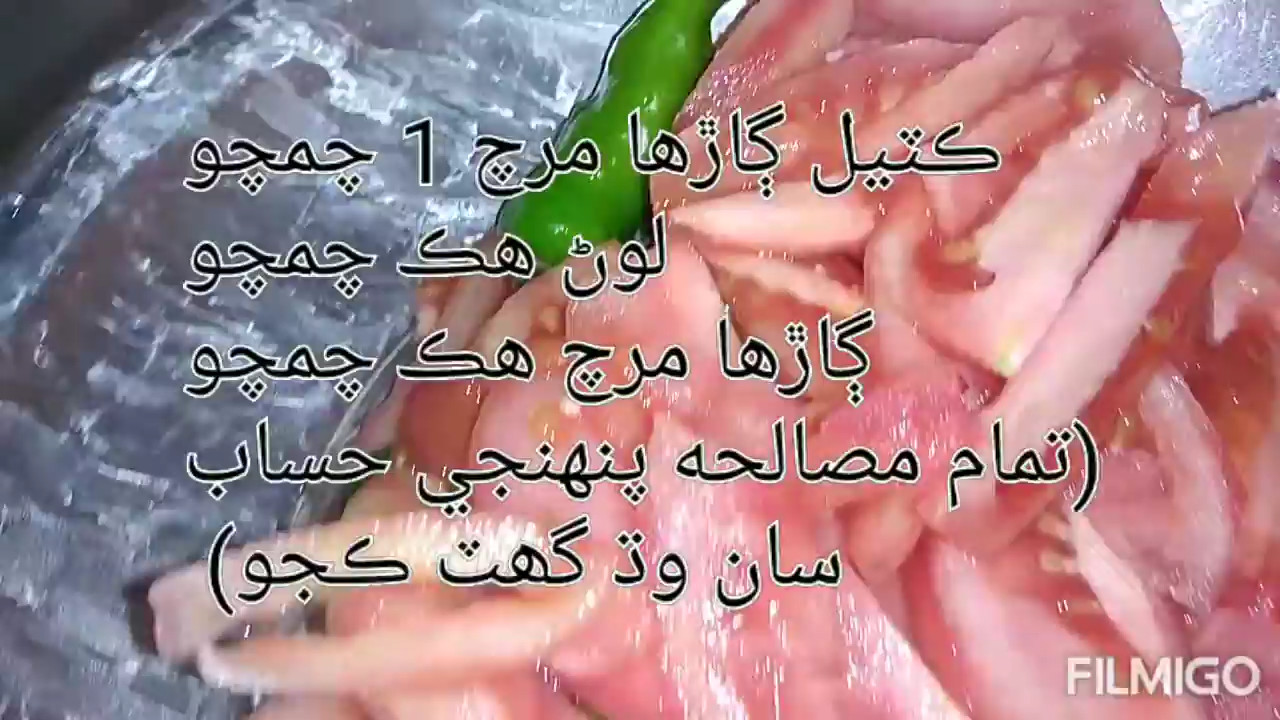 ڪٽيل ڳاڙها مرچ 1 چمچو
لوڻ هڪ چمچو
ڳاڙها مرچ هڪ چمچو
(تمام مصالحه پنهنجي حساب
سان وڌ گهٽ ڪجو)
FILMIGO